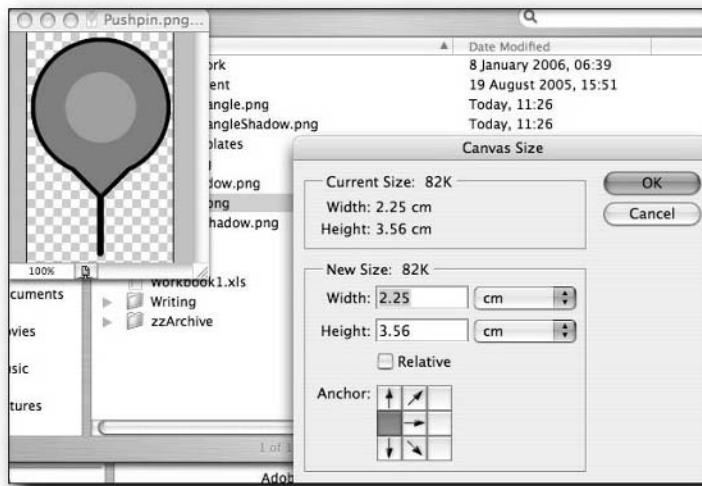 Pushpin.png...
Date Modified
ork 8 January 2006, 06:39
ent 19 August 2005, 15:51
angle.png Today, 11:26
angleShadow.png Today, 11:26
plates
dow.png
.png
hadow.png
100%
Workbook1.xls
Writing
zzArchive
cuments
vies
sic
tures
1 of 1
Adob
Canvas Size
Current Size: 82K
Width: 2.25 cm
Height: 3.56 cm
OK
Cancel
New Size: 82K
Width: 2.25 cm
Height: 3.56 cm
Relative
Anchor: